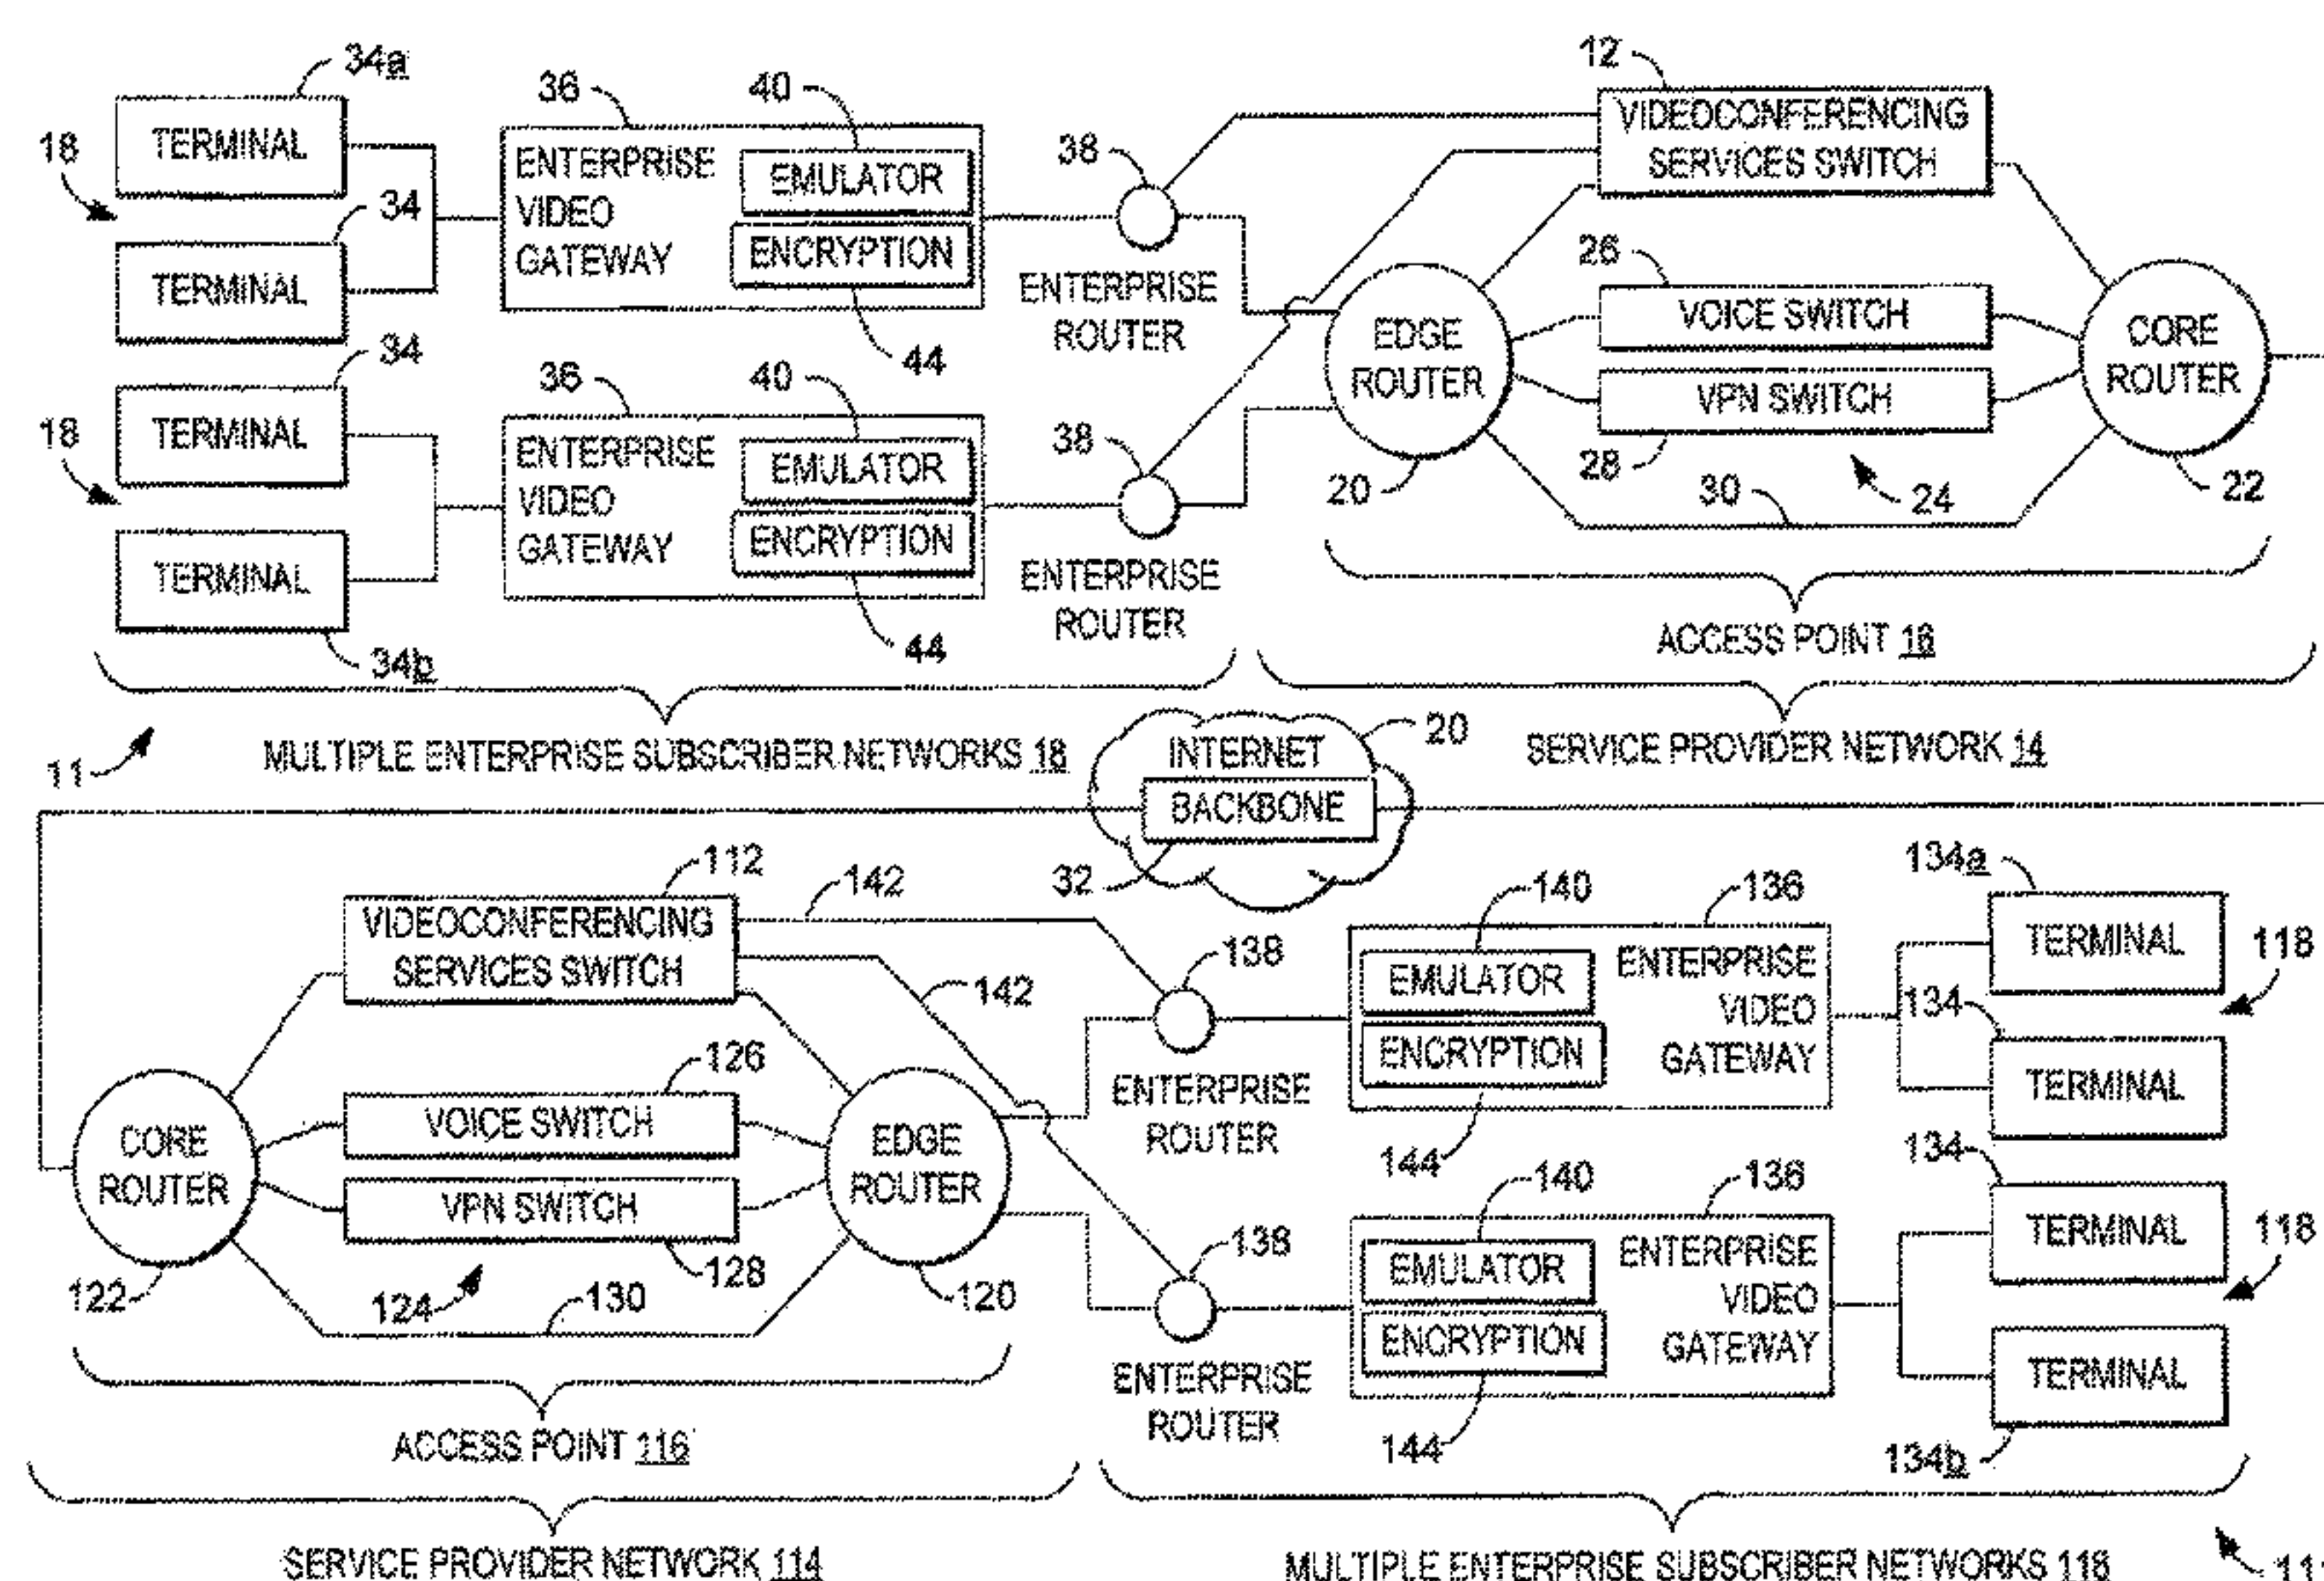 34a
12
36
40
VIDEOCONFERENCING
SERVICES SWITCH
TERMINAL
18
ENTERPRISE
VIDEO
GATEWAY
EMULATOR
ENCRYPTION
38
34
TERMINAL
44
ENTERPRISE
ROUTER
26
VOICE SWITCH
EDGE
ROUTER
CORE
ROUTER
VPN SWITCH
34
36
40
TERMINAL
18
ENTERPRISE
VIDEO
GATEWAY
EMULATOR
ENCRYPTION
38
20
28
30
24
22
TERMINAL
34b
44
ENTERPRISE
ROUTER
ACCESS POINT 16
11
MULTIPLE ENTERPRISE SUBSCRIBER NETWORKS 18
INTERNET
BACKBONE
20
32
SERVICE PROVIDER NETWORK 14
112
142
VIDEOCONFERENCING
SERVICES SWITCH
142
138
140
136
134a
EMULATOR
ENCRYPTION
ENTERPRISE
VIDEO
GATEWAY
TERMINAL
118
134
TERMINAL
126
CORE
ROUTER
VOICE SWITCH
VPN SWITCH
EDGE
ROUTER
ENTERPRISE
ROUTER
144
140
136
134
TERMINAL
118
122
124
130
128
120
138
EMULATOR
ENCRYPTION
ENTERPRISE
VIDEO
GATEWAY
TERMINAL
ENTERPRISE
ROUTER
144
134b
ACCESS POINT 116
SERVICE PROVIDER NETWORK 114
MULTIPLE ENTERPRISE SUBSCRIBER NETWORKS 118